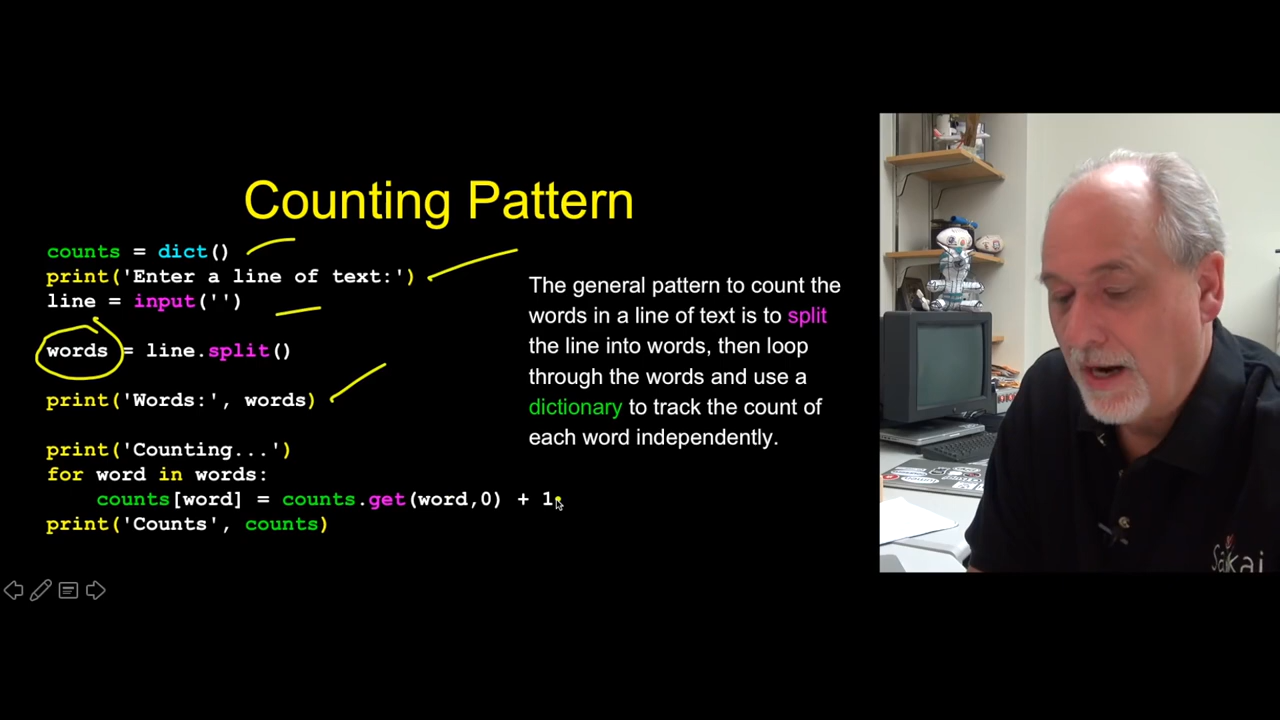 Counting Pattern
counts = dict()
print('Enter a line of text:')
line = input('')
words = line.split()
print('Words:', words)
print('Counting...')
for word in words:
    counts[word] = counts.get(word,0) + 1
print('Counts', counts)
The general pattern to count the
words in a line of text is to split
the line into words, then loop
through the words and use a
dictionary to track the count of
each word independently.
Sakai